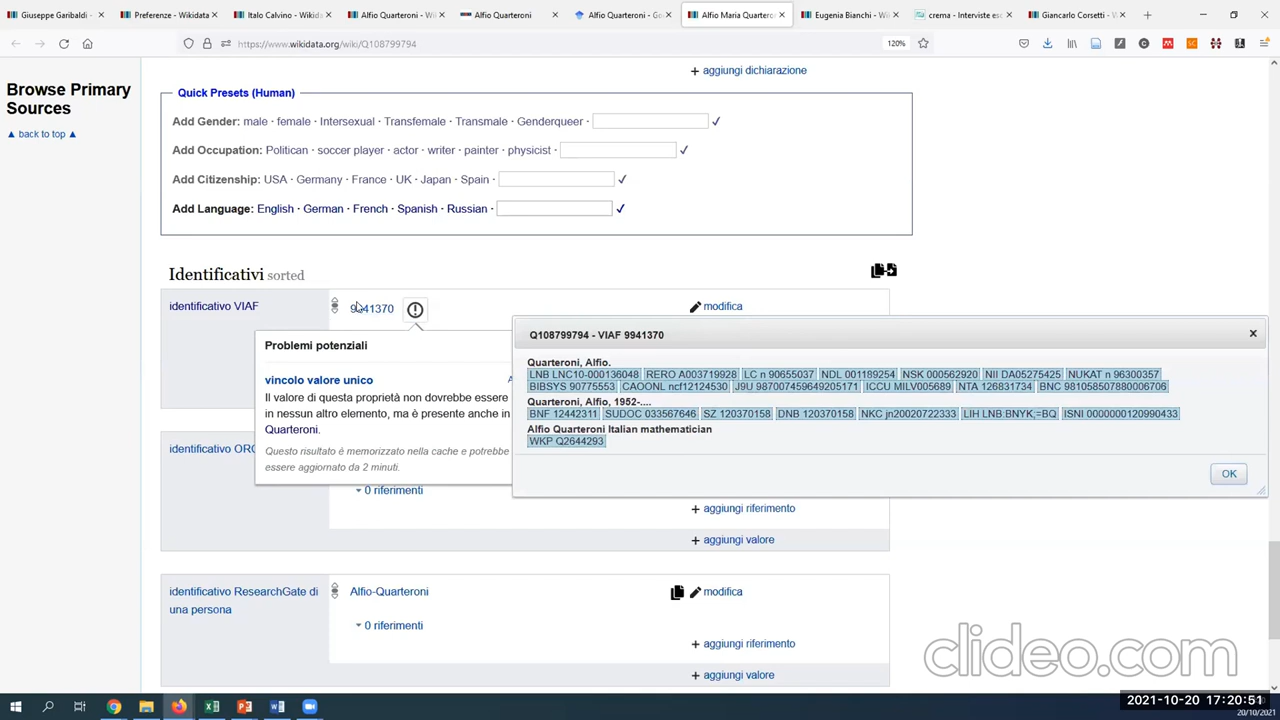 Giuseppe Garibaldi
Preferenze - Wikidata
Italo Calvino - Wikidata
Alfio Quarteroni - Wi
Alfio Quarteroni
Alfio Quarteroni
Alfio Maria Quartero
Eugenia Bianchi - Wik
crema - Interviste es
Giancarlo Corsetti - W
https://www.wikidata.org/wiki/Q108799794
120%
Browse Primary
Sources
▲ back to top ▲
+ aggiungi dichiarazione
Quick Presets (Human)
Add Gender: male · female · Intersexual · Transfemale · Transmale · Genderqueer · ✓
Add Occupation: Politican · soccer player · actor · writer · painter · physicist · ✓
Add Citizenship: USA · Germany · France · UK · Japan · Spain · ✓
Add Language: English · German · French · Spanish · Russian · ✓
Identificativi sorted
identificativo VIAF
9941370
modifica
Problemi potenziali
vincolo valore unico
Il valore di questa proprietà non dovrebbe essere
in nessun altro elemento, ma è presente anche in
Quarteroni.
Questo risultato è memorizzato nella cache e potrebbe
essere aggiornato da 2 minuti.
Q108799794 - VIAF 9941370
Quarteroni, Alfio.
LNB LNC10-000136048 RERO A003719928 LC n 90655037 NDL 001189254 NSK 000562920 NII DA05275425 NUKAT n 96300357
BIBSYS 90775553 CAOONL ncf12124530 J9U 987007459649205171 ICCU MILV005689 NTA 126831734 BNC 981058507880006706
Quarteroni, Alfio, 1952-....
BNF 12442311 SUDOC 033567646 SZ 120370158 DNB 120370158 NKC jn20020722333 LIH LNB:BNYK;=BQ ISNI 0000000120990433
Alfio Quarteroni Italian mathematician
WKP Q2644293
OK
identificativo ORC
0 riferimenti
+ aggiungi riferimento
+ aggiungi valore
identificativo ResearchGate di
una persona
Alfio-Quarteroni
modifica
0 riferimenti
+ aggiungi riferimento
+ aggiungi valore
clideo.com
2021-10-20 17:20:51
20/10/2021